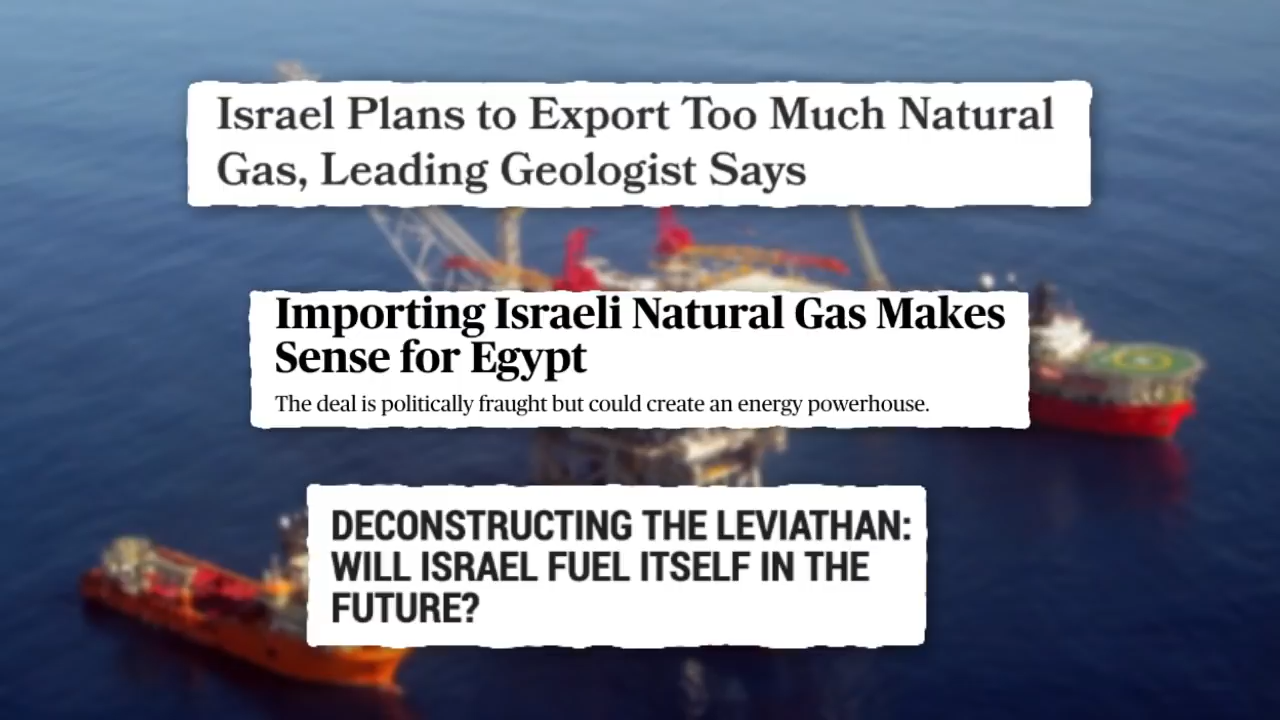 Israel Plans to Export Too Much Natural
Gas, Leading Geologist Says
Importing Israeli Natural Gas Makes
Sense for Egypt
The deal is politically fraught but could create an energy powerhouse.
DECONSTRUCTING THE LEVIATHAN:
WILL ISRAEL FUEL ITSELF IN THE
FUTURE?